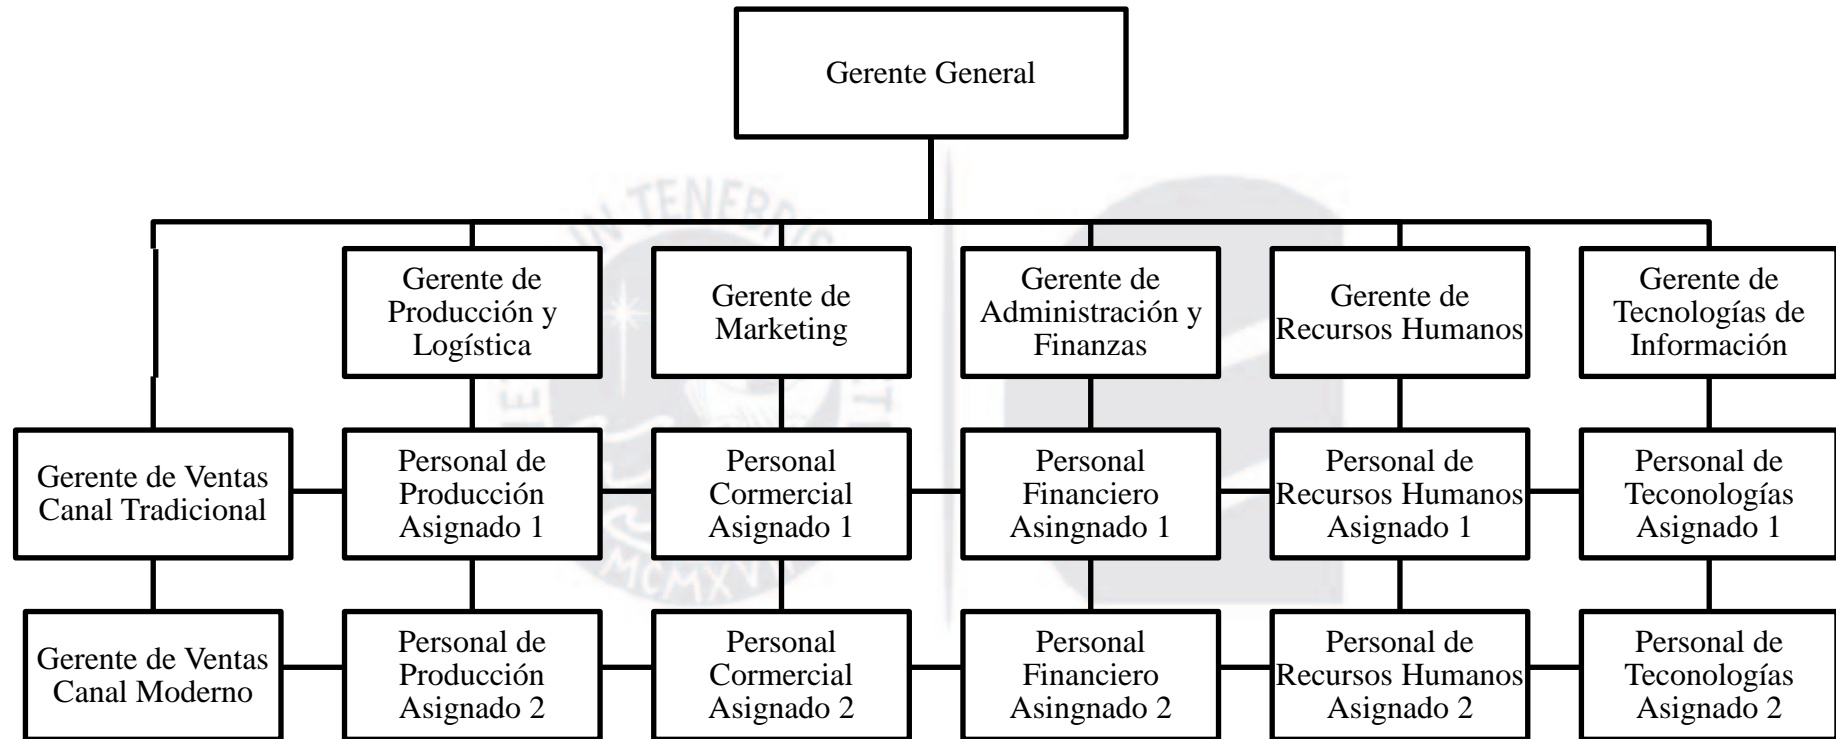 Gerente General
IN TENEBRIS
MCMXVII
Gerente de
Producción y
Logística
Gerente de
Marketing
Gerente de
Administración y
Finanzas
Gerente de
Recursos Humanos
Gerente de
Tecnologías de
Información
Gerente de Ventas
Canal Tradicional
Personal de
Producción
Asignado 1
Personal
Cormercial
Asignado 1
Personal
Financiero
Asingnado 1
Personal de
Recursos Humanos
Asignado 1
Personal de
Teconologías
Asignado 1
Gerente de Ventas
Canal Moderno
Personal de
Producción
Asignado 2
Personal
Cormercial
Asignado 2
Personal
Financiero
Asingnado 2
Personal de
Recursos Humanos
Asignado 2
Personal de
Teconologías
Asignado 2